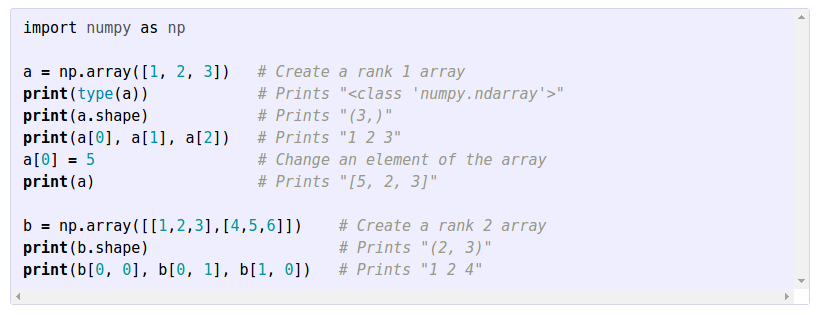 import numpy as np
a = np.array([1, 2, 3])   # Create a rank 1 array
print(type(a))            # Prints "<class 'numpy.ndarray'>"
print(a.shape)            # Prints "(3,)"
print(a[0], a[1], a[2])   # Prints "1 2 3"
a[0] = 5                  # Change an element of the array
print(a)                  # Prints "[5, 2, 3]"
b = np.array([[1,2,3],[4,5,6]])    # Create a rank 2 array
print(b.shape)                     # Prints "(2, 3)"
print(b[0, 0], b[0, 1], b[1, 0])   # Prints "1 2 4"